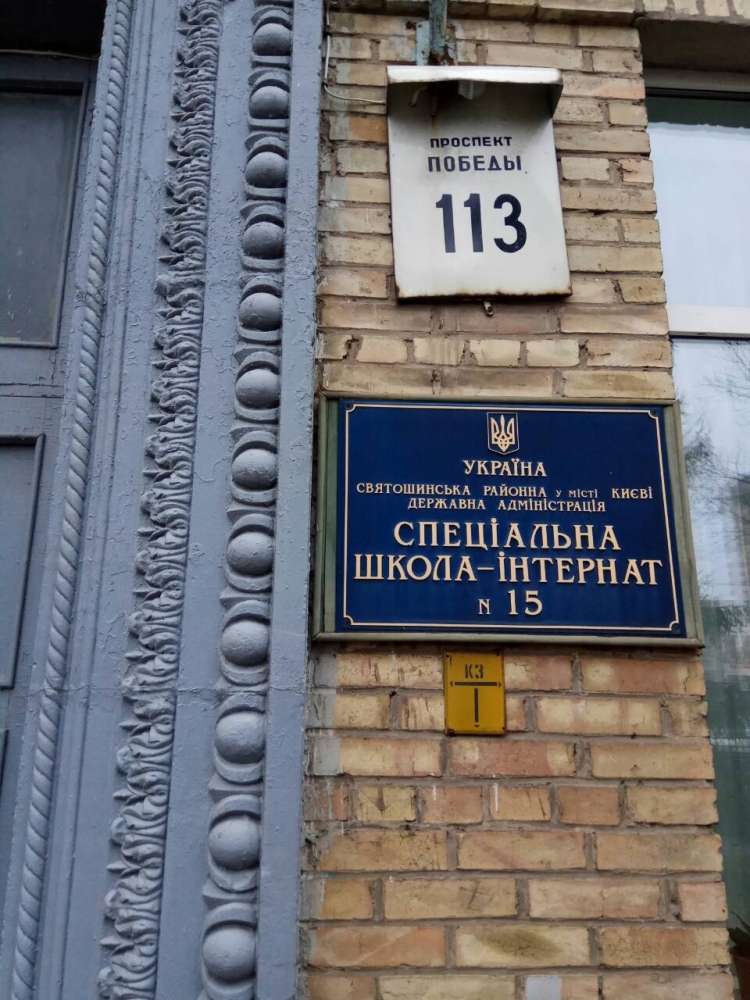 ПРОСПЕКТ
ПОБЕДЫ
113
УКРАЇНА
СВЯТОШИНСЬКА РАЙОННА У МІСТІ КИЄВІ
ДЕРЖАВНА АДМІНІСТРАЦІЯ
СПЕЦІАЛЬНА
ШКОЛА-ІНТЕРНАТ
N 15
КЗ